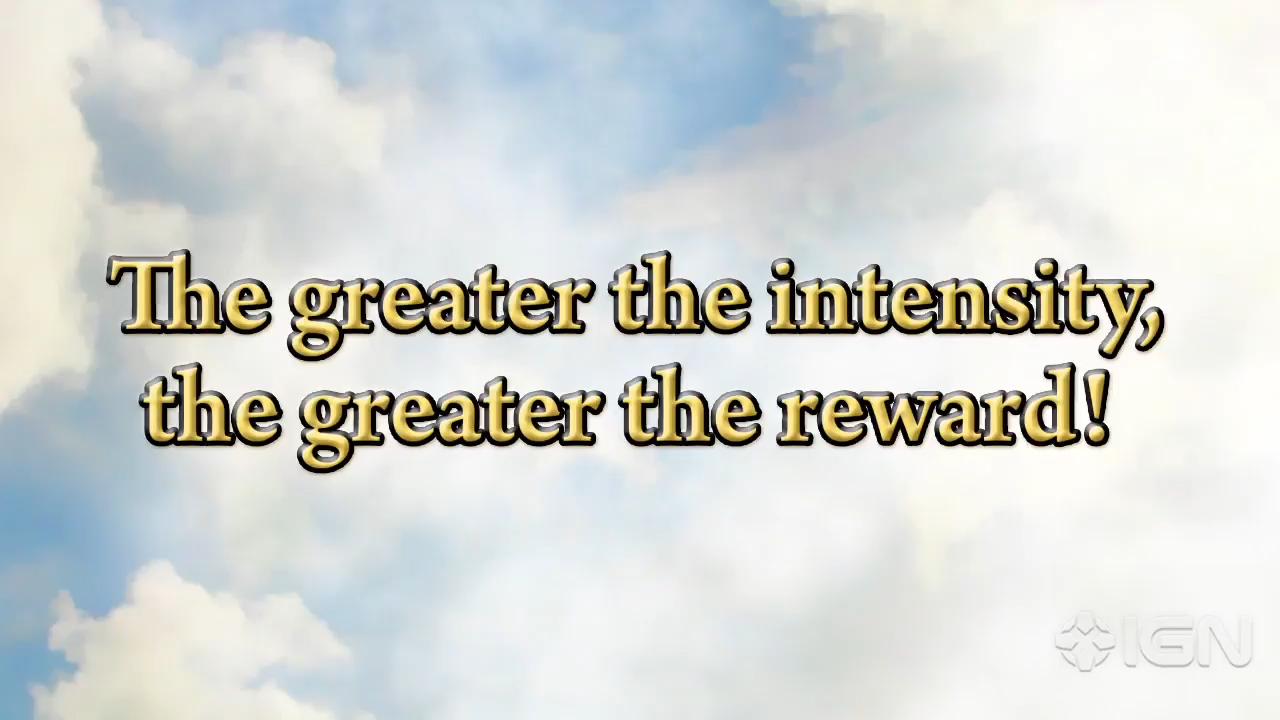 The greater the intensity,
the greater the reward!
IGN